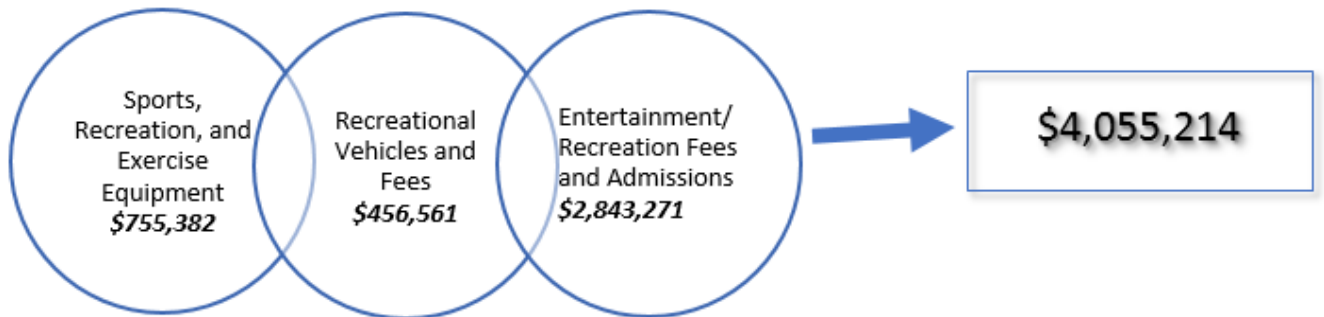 Sports,
Recreation, and
Exercise
Equipment
$755,382
Recreational
Vehicles and
Fees
$456,561
Entertainment/
Recreation Fees
and Admissions
$2,843,271
$4,055,214